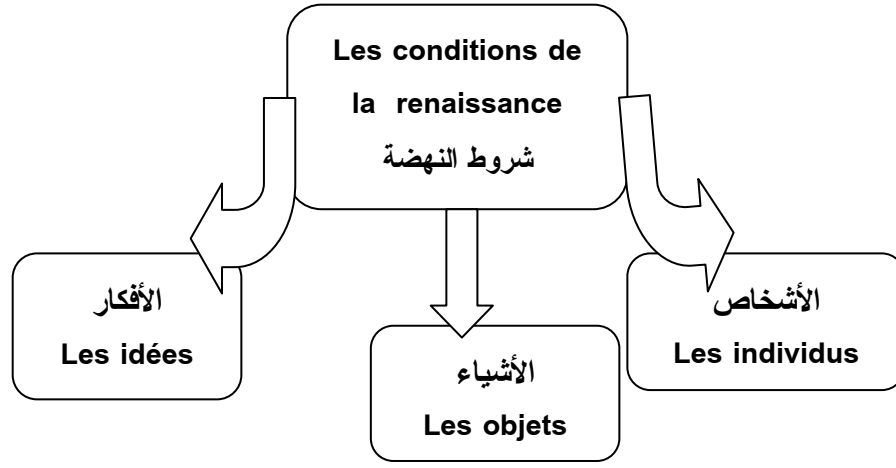 Les conditions de
la renaissance
شروط النهضة
الأفكار
Les idées
الأشياء
Les objets
الأشخاص
Les individus